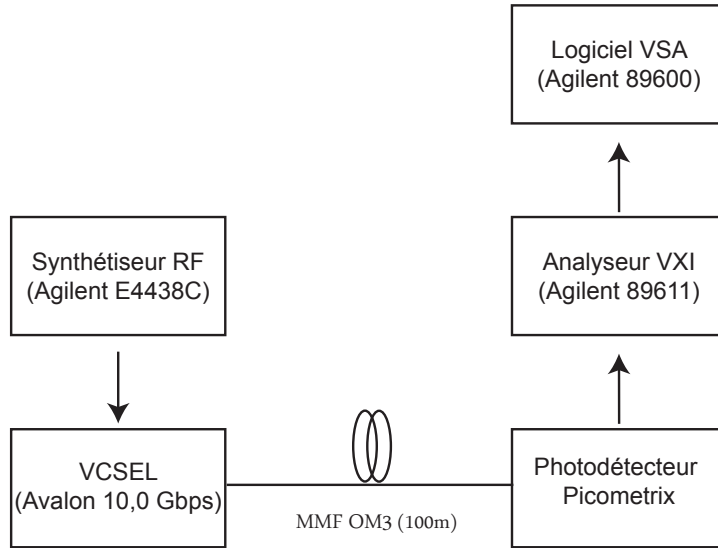 Logiciel VSA
(Agilent 89600)
Synthétiseur RF
(Agilent E4438C)
Analyseur VXI
(Agilent 89611)
VCSEL
(Avalon 10,0 Gbps)
MMF OM3 (100m)
Photodétecteur
Picometrix